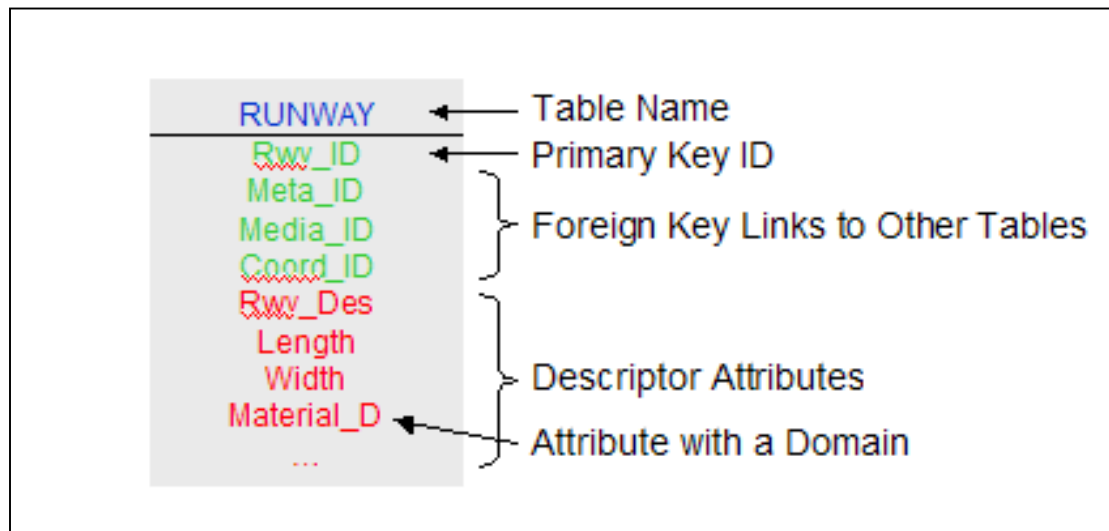 RUNWAY
Rwy_ID
Meta_ID
Media_ID
Coord_ID
Rwy_Des
Length
Width
Material_D
...
Table Name
Primary Key ID
Foreign Key Links to Other Tables
Descriptor Attributes
Attribute with a Domain